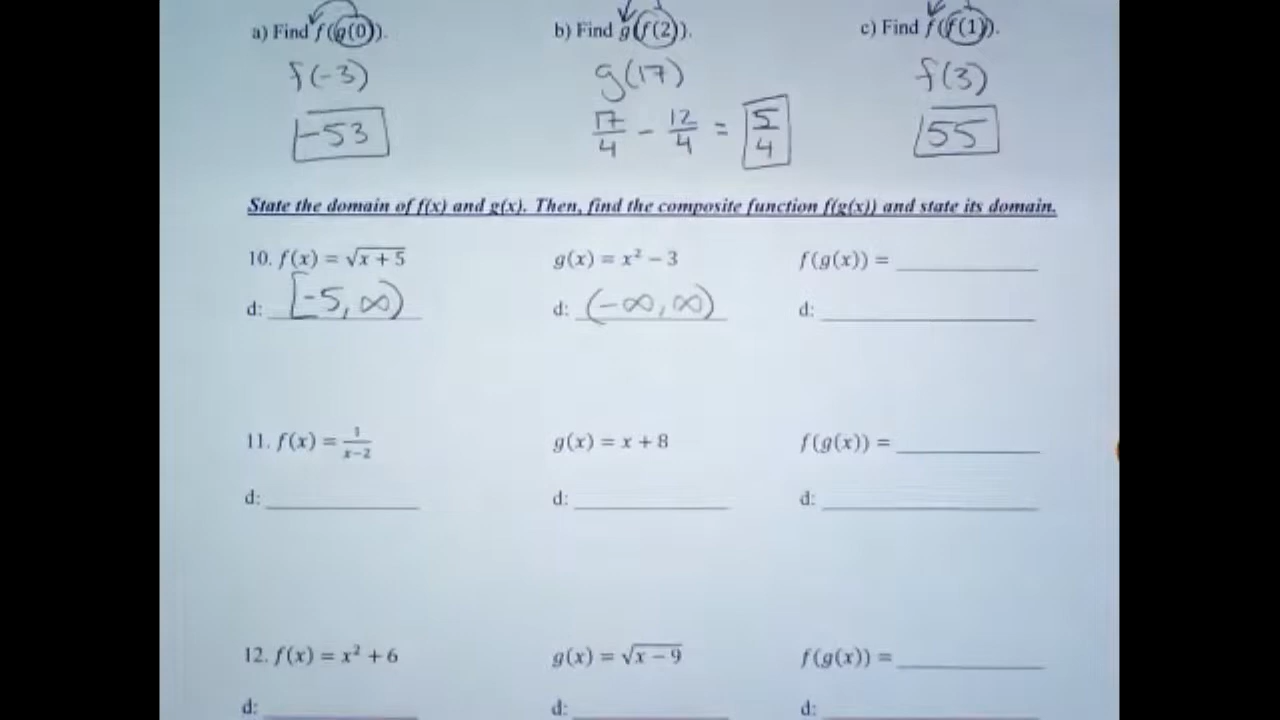 a) Find f(g(0)). b) Find g(f(2)). c) Find f(f(1)).
f(-3) g(17) f(3)
-53 17/4 - 12/4 = 5/4 55
State the domain of f(x) and g(x). Then, find the composite function f(g(x)) and state its domain.
10. f(x) = √x + 5 g(x) = x² − 3 f(g(x)) = 
d: [-5, ∞) d: (-∞, ∞) d:
11. f(x) = 1/x−2 g(x) = x + 8 f(g(x)) =
d: d: d:
12. f(x) = x² + 6 g(x) = √x − 9 f(g(x)) =
d: d: d: